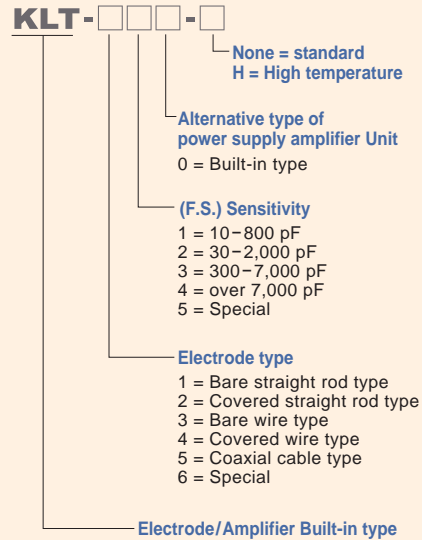 KLT-□□□-□
None = standard
H = High temperature
Alternative type of
power supply amplifier Unit
0 = Built-in type
(F.S.) Sensitivity
1 = 10−800 pF
2 = 30−2,000 pF
3 = 300−7,000 pF
4 = over 7,000 pF
5 = Special
Electrode type
1 = Bare straight rod type
2 = Covered straight rod type
3 = Bare wire type
4 = Covered wire type
5 = Coaxial cable type
6 = Special
Electrode/Amplifier Built-in type